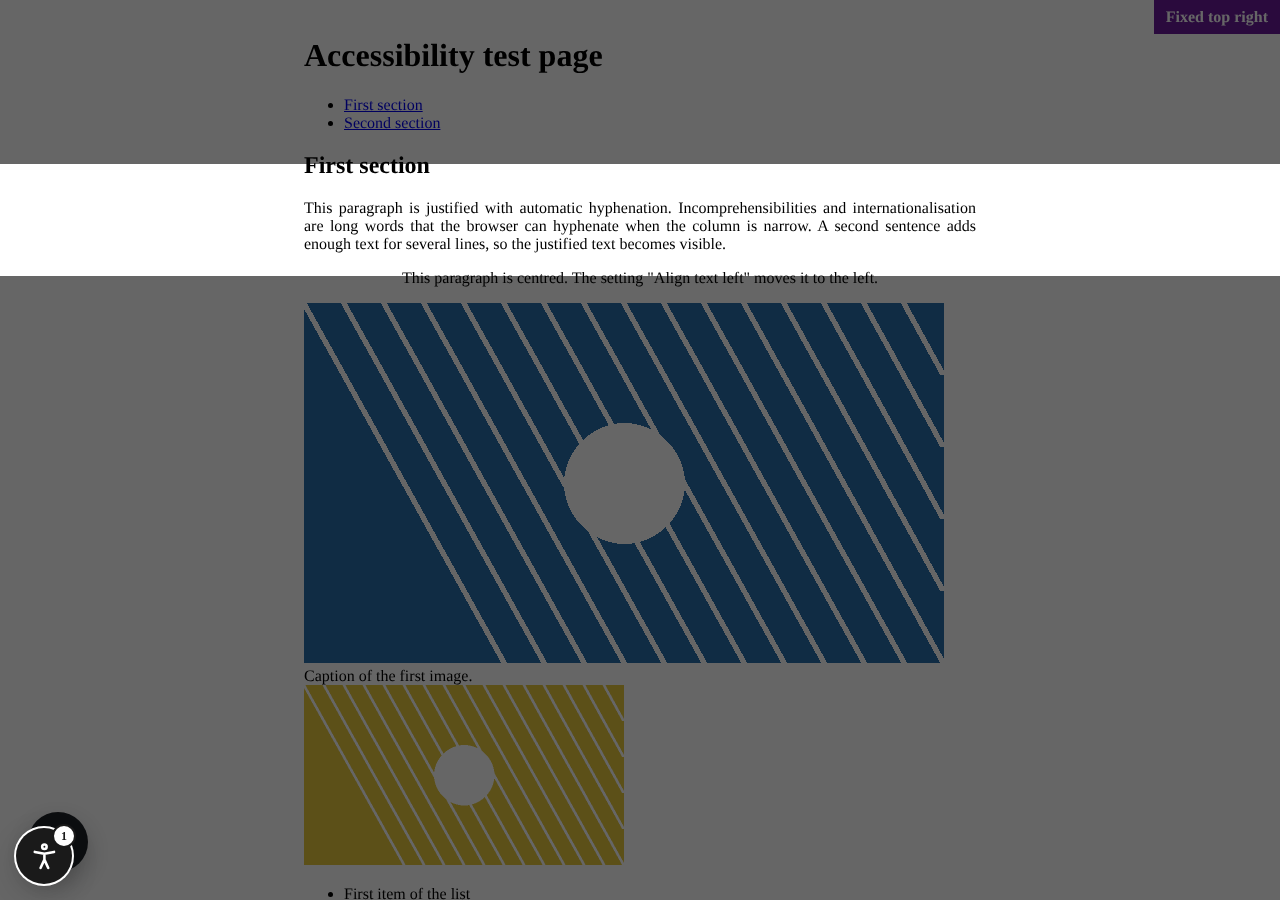 Fixed top right
Accessibility test page
First section
Second section
First section
This paragraph is justified with automatic hyphenation. Incomprehensibilities and internationalisation
are long words that the browser can hyphenate when the column is narrow. A second sentence adds
enough text for several lines, so the justified text becomes visible.
This paragraph is centred. The setting "Align text left" moves it to the left.
Caption of the first image.
1
First item of the list